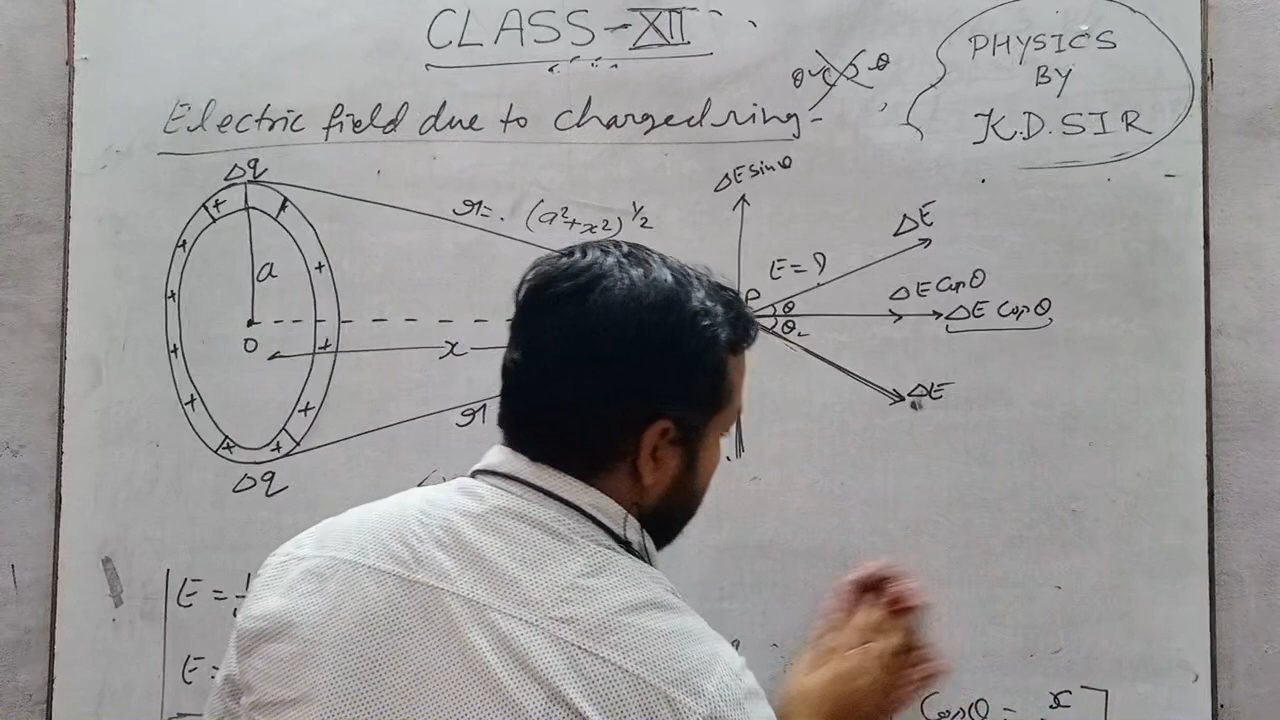 CLASS-XII
PHYSICS
BY
K.D.SIR
θ θ
Electric field due to charged ring-
Δq
ΔE sinθ
r=. (a²+x²)^1/2
ΔE
E=?
+ + + + + + + + + + +
a
P
θ
ΔE Cosθ
ΔE Cosθ
O
x
θ
r
ΔE
Δq
E =
E =
Cosθ = x